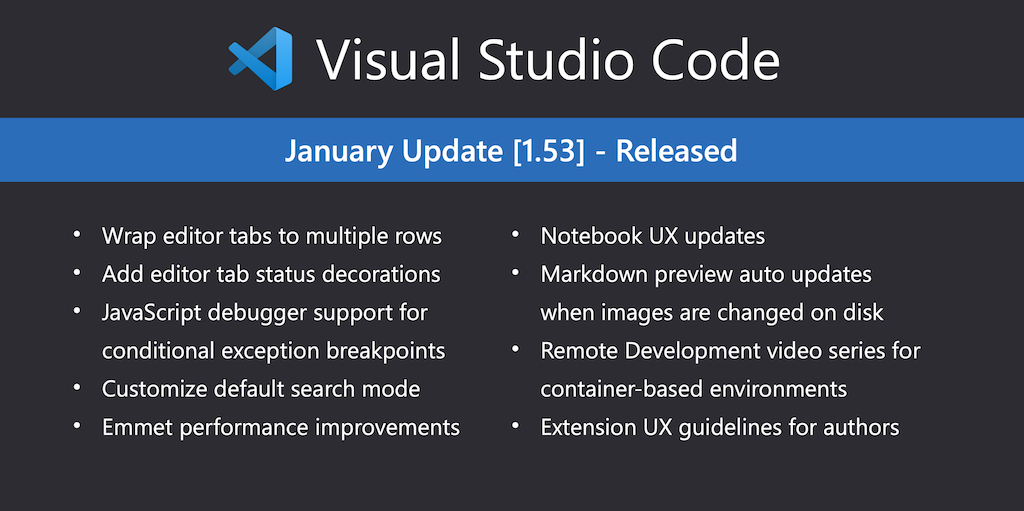 Visual Studio Code
January Update [1.53] - Released
• Wrap editor tabs to multiple rows
• Add editor tab status decorations
• JavaScript debugger support for
conditional exception breakpoints
• Customize default search mode
• Emmet performance improvements
• Notebook UX updates
• Markdown preview auto updates
when images are changed on disk
• Remote Development video series for
container-based environments
• Extension UX guidelines for authors